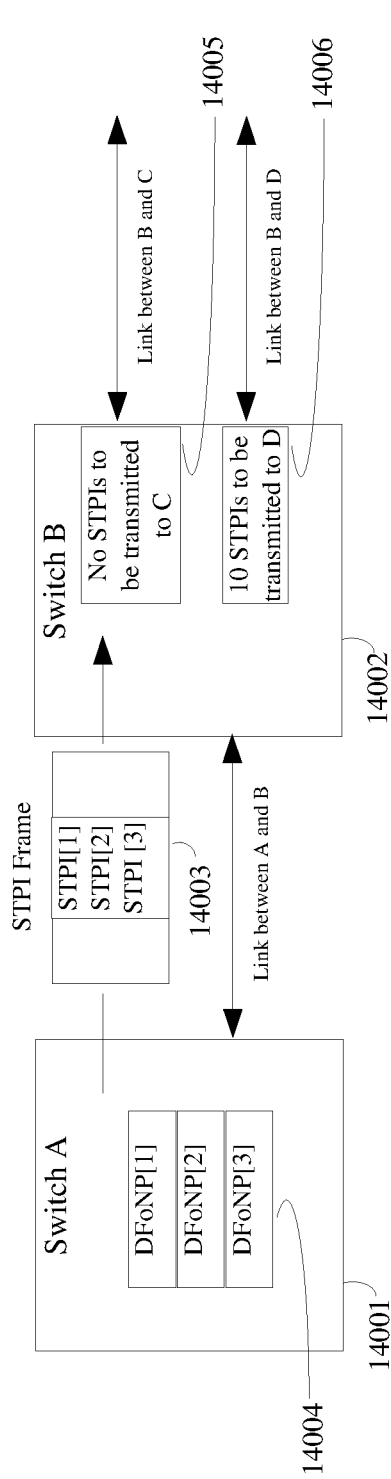 Switch A
DFoNP[1]
DFoNP[2]
DFoNP[3]
14004
14001
STPI Frame
STPI[1]
STPI[2]
STPI [3]
14003
Link between A and B
Switch B
No STPIs to
be transmitted
to C
10 STPIs to be
transmitted to D
14002
Link between B and C
14005
Link between B and D
14006